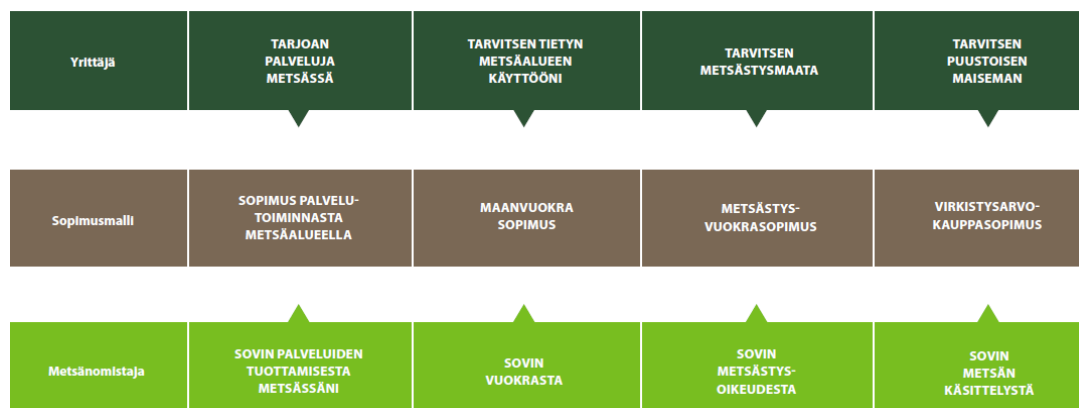 Yrittäjä
TARJOAN
PALVELUJA
METSÄSSÄ
TARVITSEN TIETYN
METSÄALUEEN
KÄYTTÖÖNI
TARVITSEN
METSÄSTYSMAATA
TARVITSEN
PUUSTOISEN
MAISEMAN
Sopimusmalli
SOPIMUS PALVELU-
TOIMINNASTA
METSÄALUEELLA
MAANVUOKRA
SOPIMUS
METSÄSTYS-
VUOKRASOPIMUS
VIRKISTYSARVO-
KAUPPASOPIMUS
Metsänomistaja
SOVIN PALVELUIDEN
TUOTTAMISESTA
METSÄSSÄNI
SOVIN
VUOKRASTA
SOVIN
METSÄSTYS-
OIKEUDESTA
SOVIN
METSÄN
KÄSITTELYSTÄ